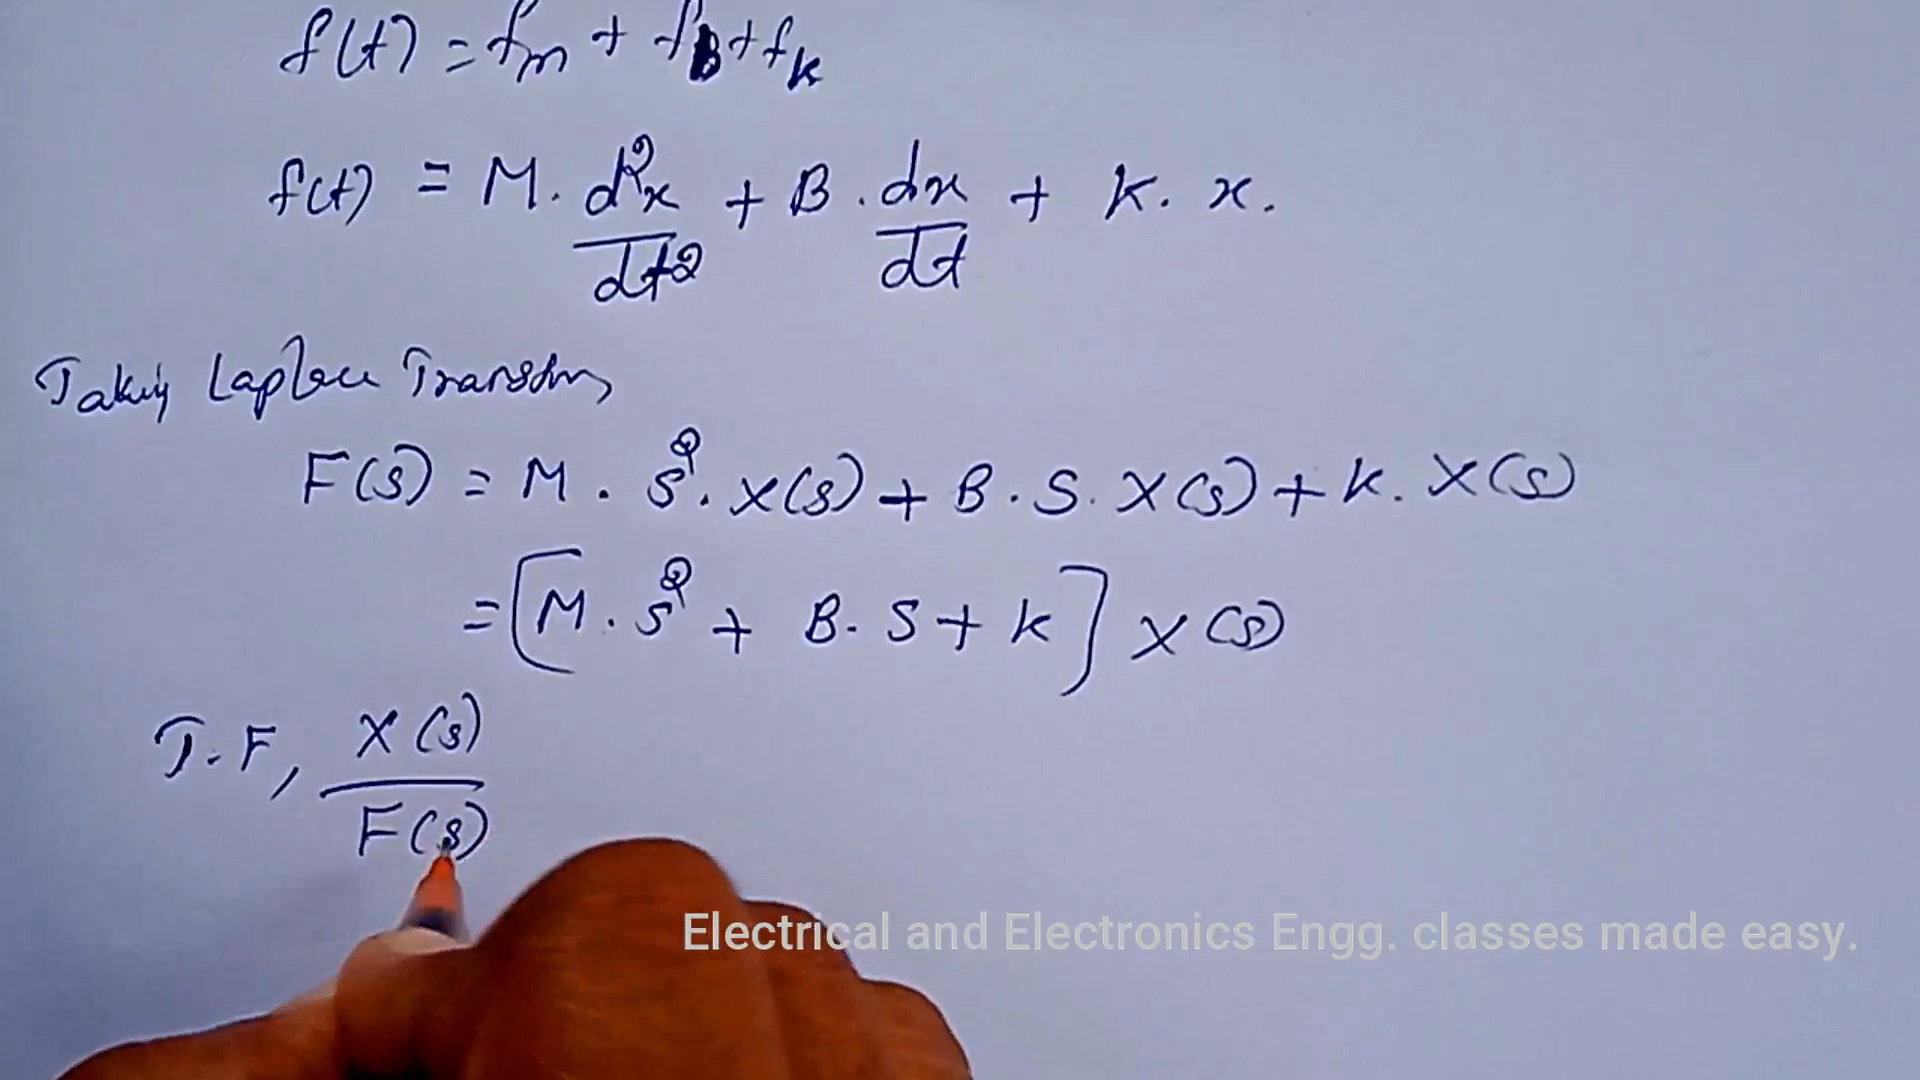 f(t) = fm + fB + fk
f(t) = M. d²x/dt² + B. dx/dt + K. x.
Taking Laplace Transform
F(s) = M. s². X(s) + B. S. X(s) + K. X(s)
= [M. s² + B. S + K] X(s)
T.F, X(s)/F(s)
Electrical and Electronics Engg. classes made easy.